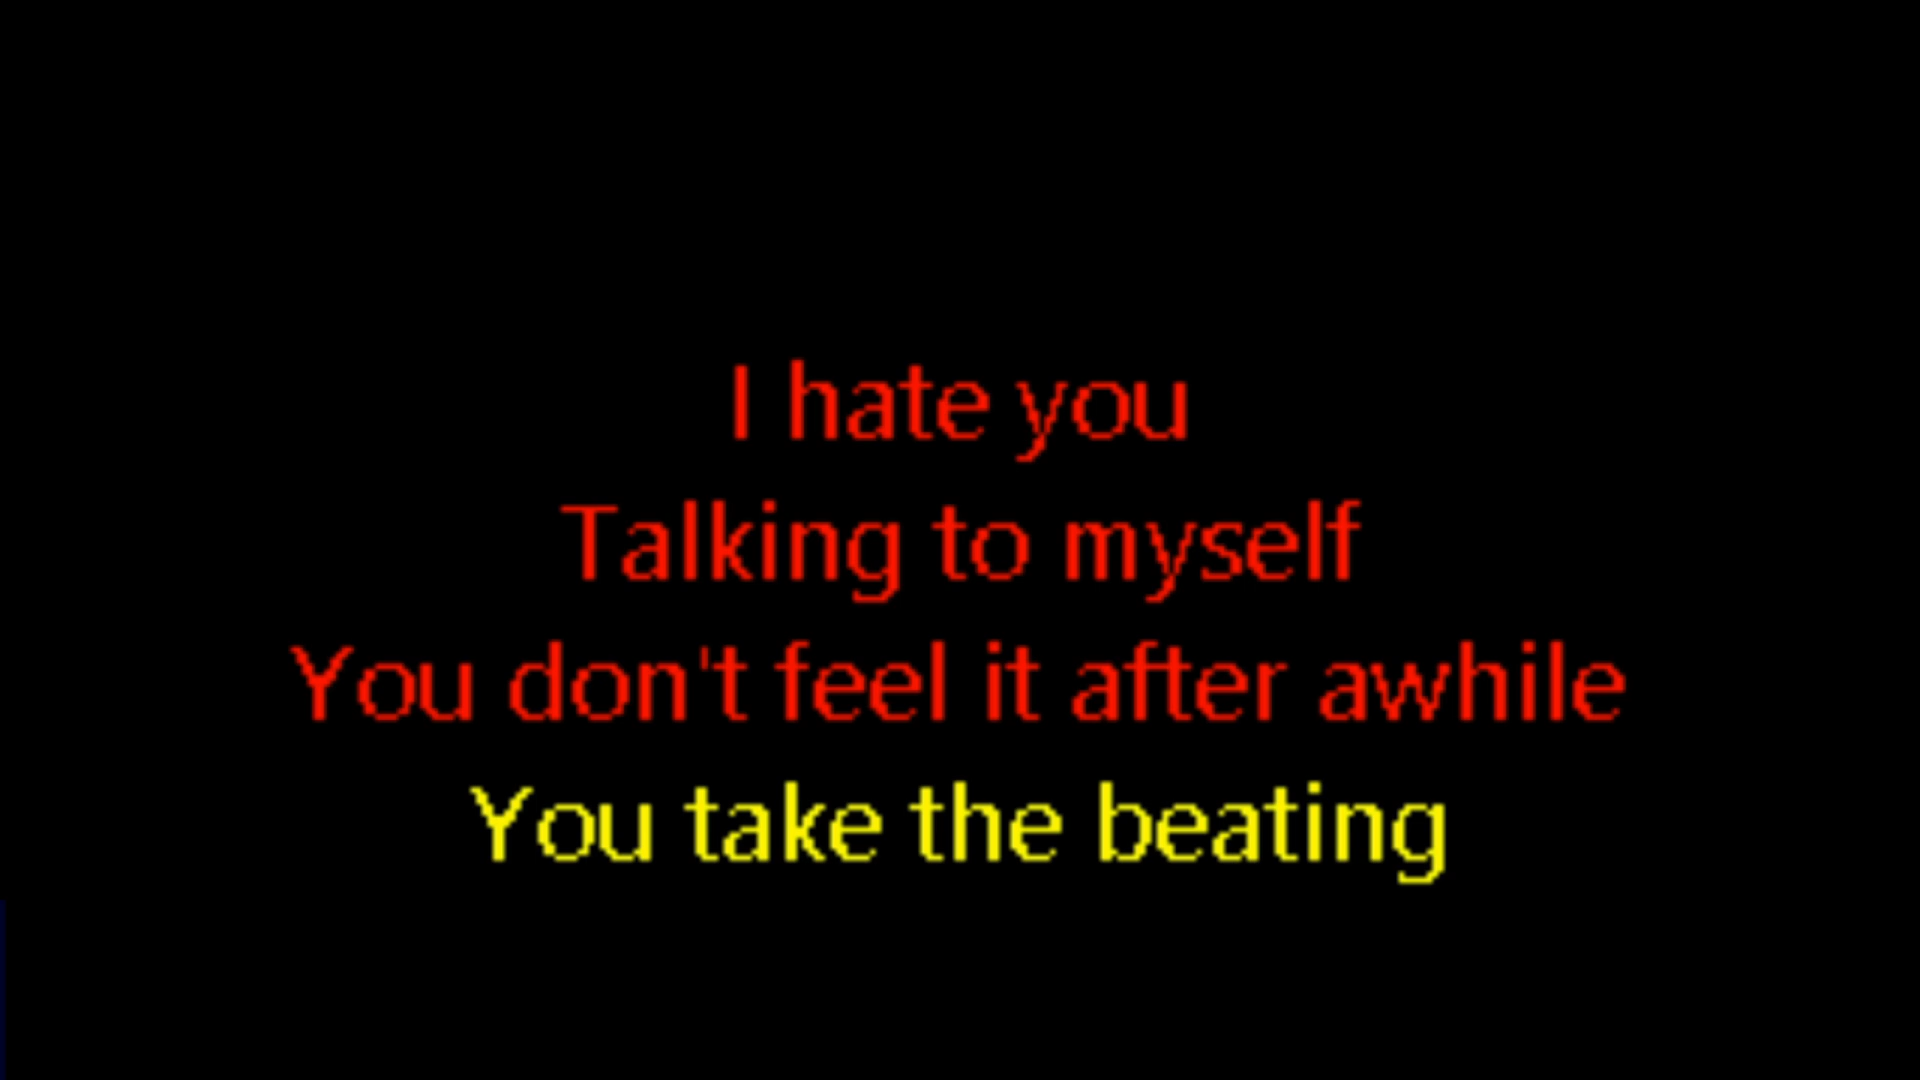 I hate you
Talking to myself
You don't feel it after awhile
You take the beating